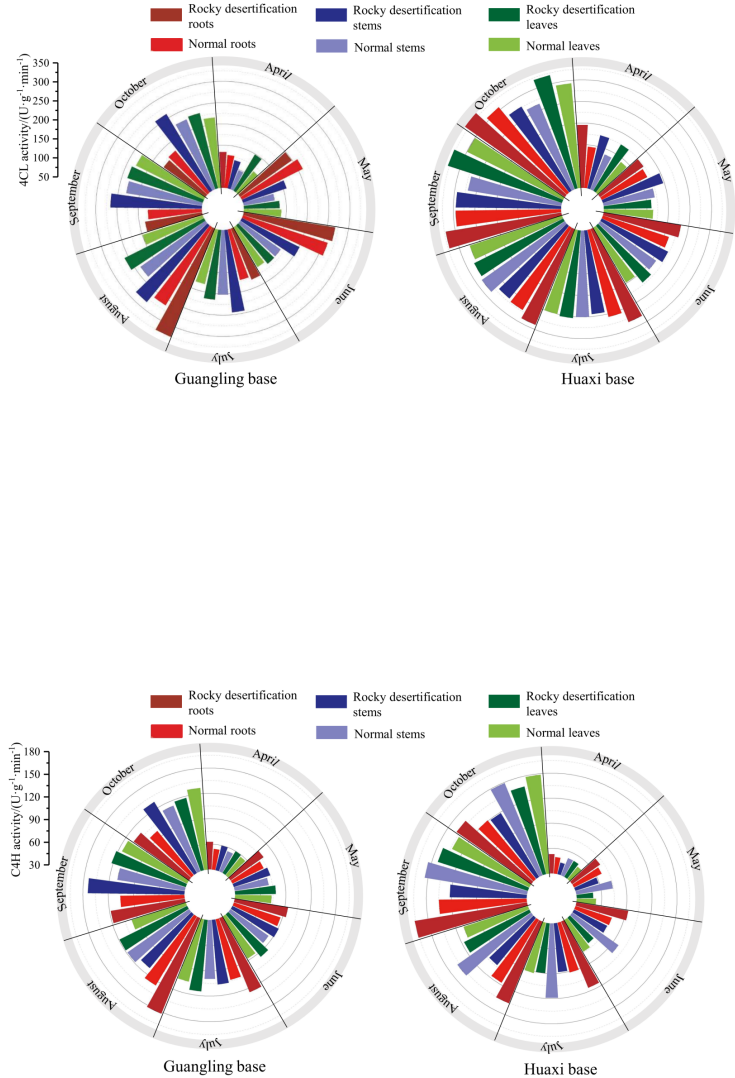 Rocky desertification
roots
Rocky desertification
stems
Rocky desertification
leaves
Normal roots
Normal stems
Normal leaves
4CL activity/(U·g⁻¹·min⁻¹)
350
300
250
200
150
100
50
April
May
June
July
August
September
October
Guangling base
April
May
June
July
August
September
October
Huaxi base
Rocky desertification
roots
Rocky desertification
stems
Rocky desertification
leaves
Normal roots
Normal stems
Normal leaves
C4H activity/(U·g⁻¹·min⁻¹)
180
150
120
90
60
30
April
May
June
July
August
September
October
Guangling base
April
May
June
July
August
September
October
Huaxi base